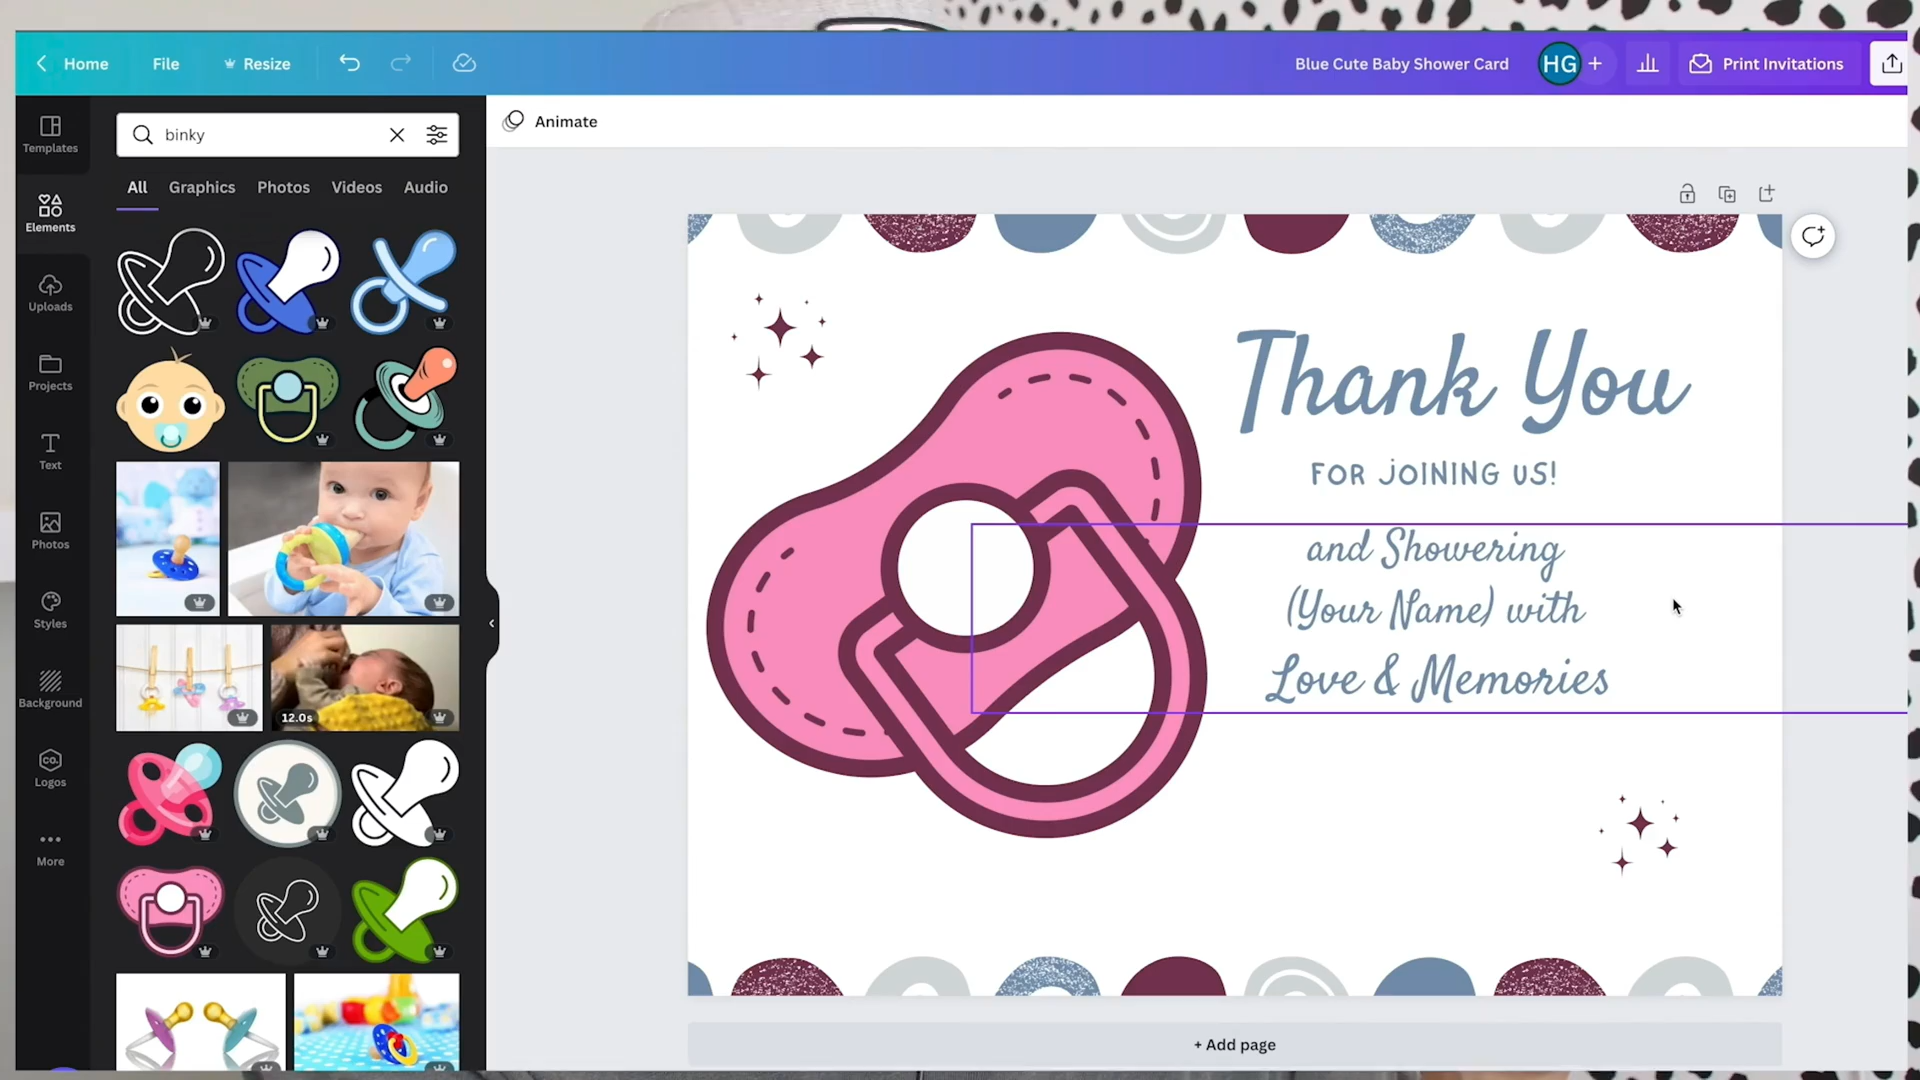 Home File Resize
Blue Cute Baby Shower Card HG + Print Invitations
binky
Animate
All Graphics Photos Videos Audio
Templates
Elements
Uploads
Projects
Text
Photos
Styles
Background
CO.
Logos
More
12.0s
Thank You
FOR JOINING US!
and Showering
(Your Name) with
Love & Memories
+ Add page